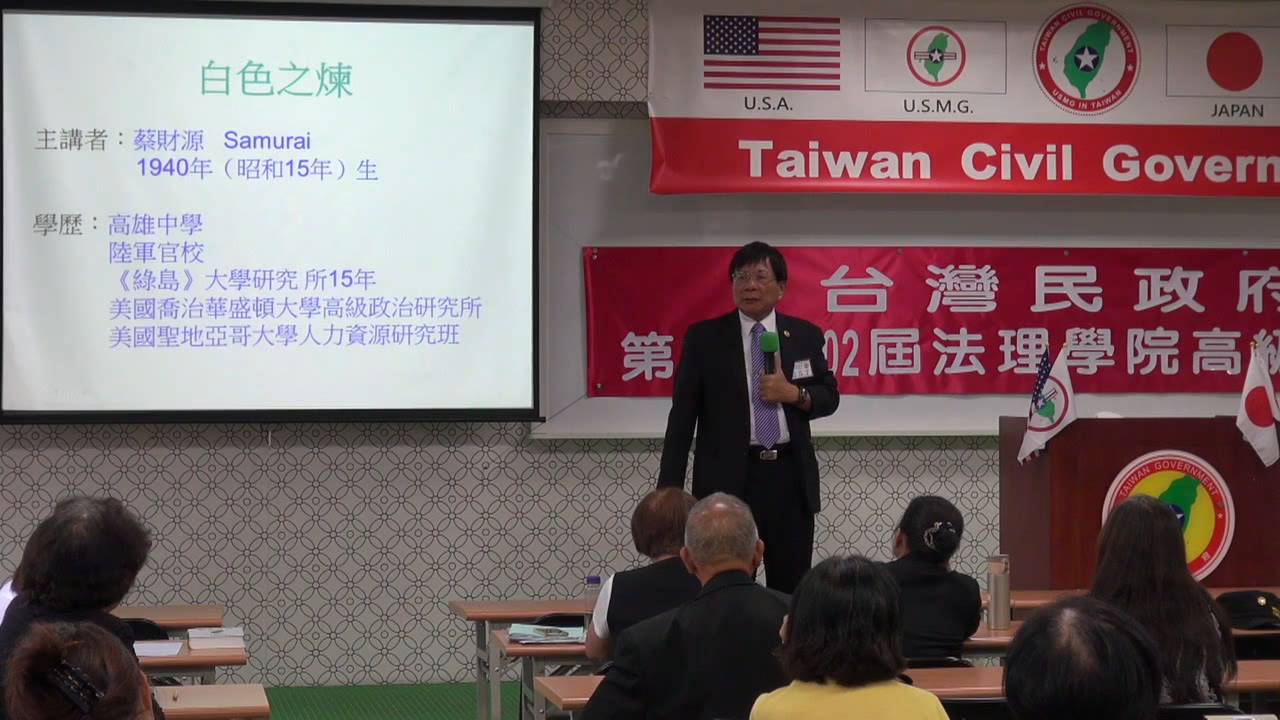 白色之煉
主講者：蔡財源 Samurai
1940年（昭和15年）生
學歷：高雄中學
陸軍官校
《綠島》大學研究 所15年
美國喬治華盛頓大學高級政治研究所
美國聖地亞哥大學人力資源研究班
U.S.A.
U.S.M.G.
TAIWAN CIVIL GOVERNMENT
USMG IN TAIWAN
JAPAN
Taiwan Civil Govern
台灣民政府
第 02屆法理學院高級
TAIWAN GOVERNMENT